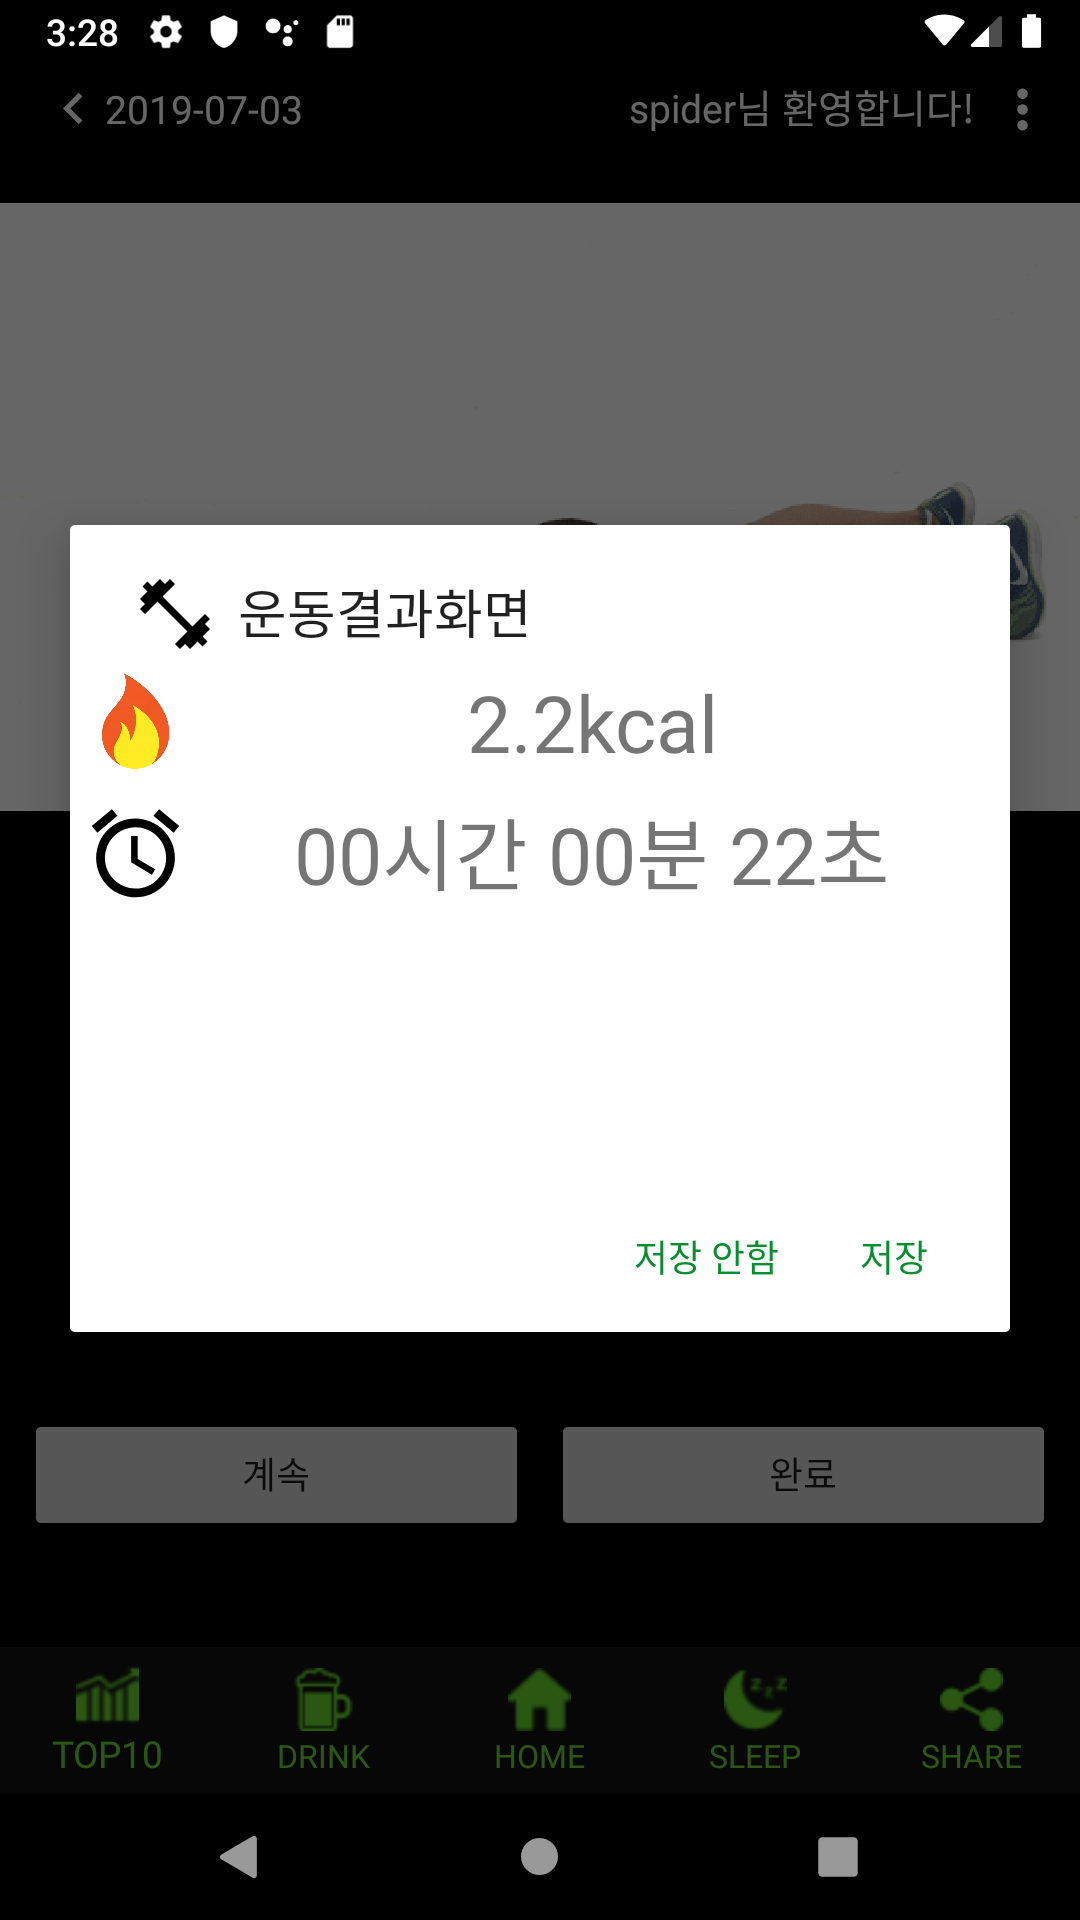 3:28
2019-07-03
spider님 환영합니다!
운동결과화면
2.2kcal
00시간 00분 22초
저장 안함 저장
계속 완료
TOP10 DRINK HOME SLEEP SHARE